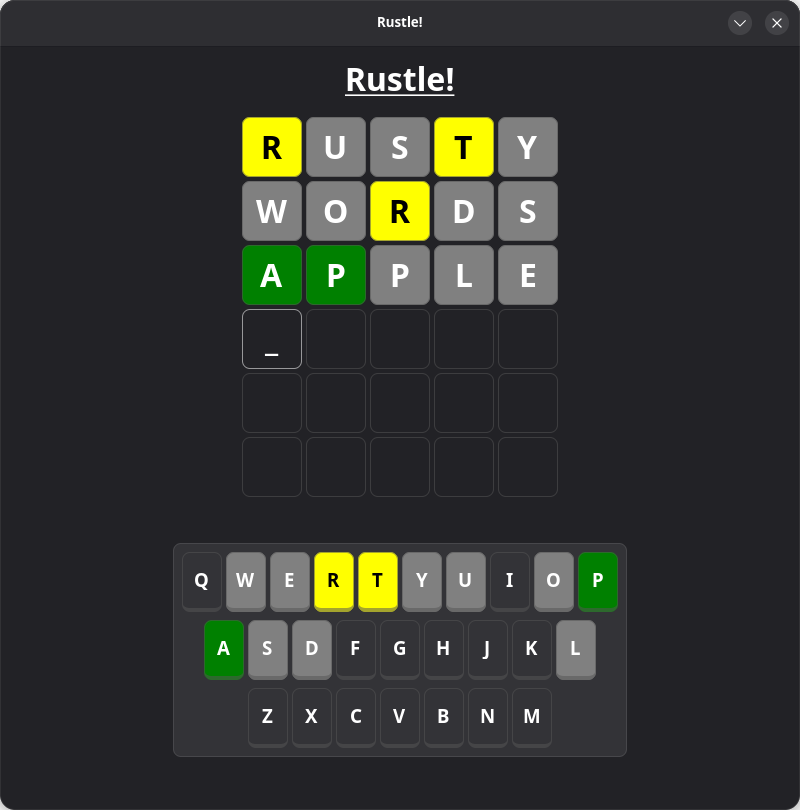 Rustle!
Rustle!
R U S T Y
W O R D S
A P P L E
_
Q W E R T Y U I O P
A S D F G H J K L
Z X C V B N M